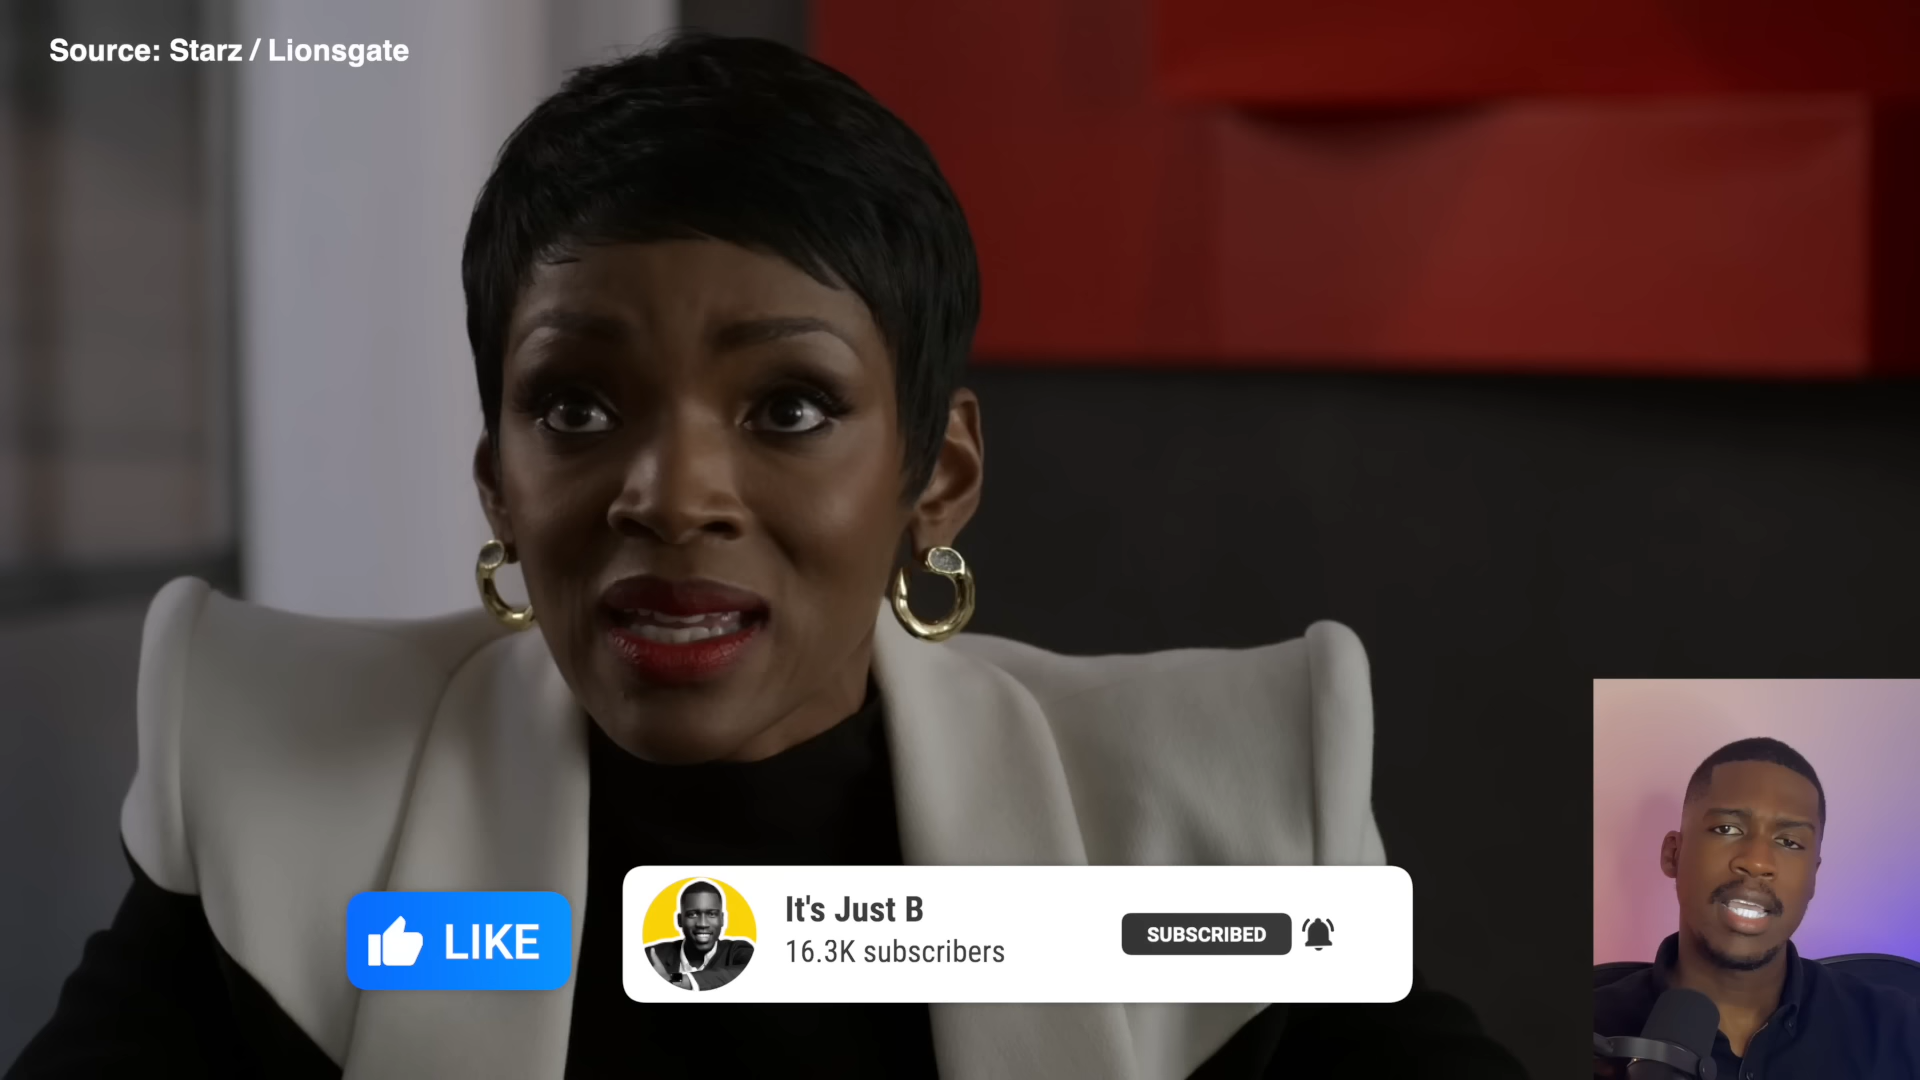 Source: Starz / Lionsgate
LIKE
It's Just B
16.3K subscribers
SUBSCRIBED